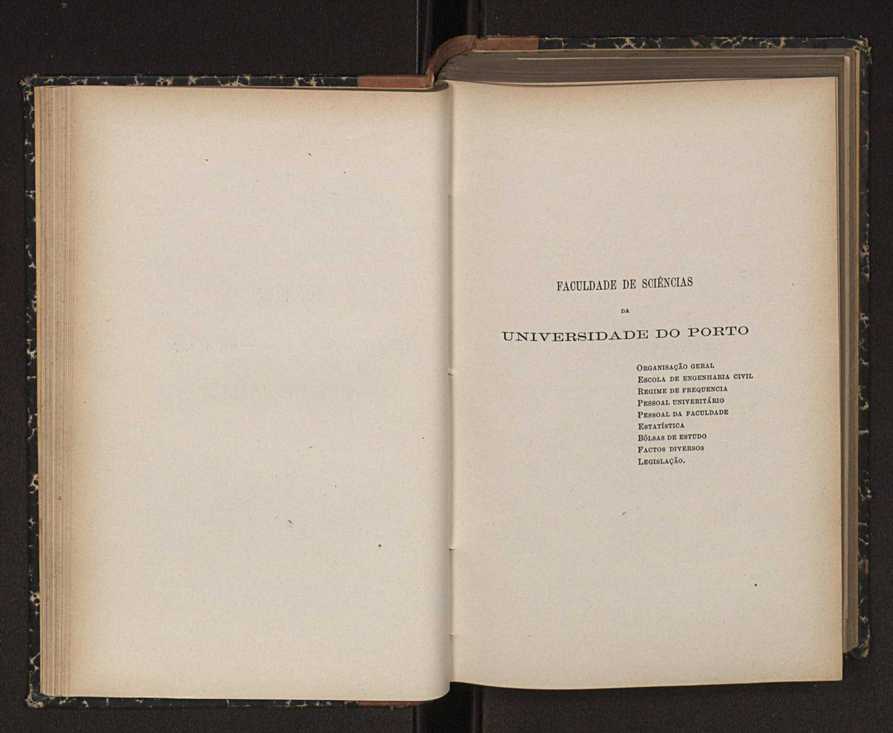 FACULDADE DE SCIÊNCIAS
DA
UNIVERSIDADE DO PORTO
ORGANISAÇÃO GERAL
ESCOLA DE ENGENHARIA CIVIL
REGIME DE FREQUENCIA
PESSOAL UNIVERITÁRIO
PESSOAL DA FACULDADE
ESTATÍSTICA
BÔLSAS DE ESTUDO
FACTOS DIVERSOS
LEGISLAÇÃO.